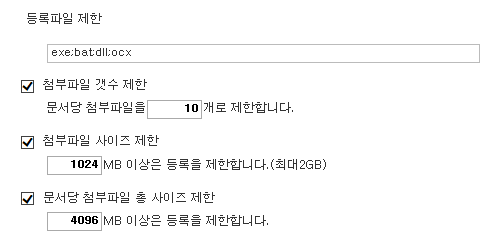 등록파일 제한
exe;bat;dll;ocx
첨부파일 갯수 제한
문서당 첨부파일을 10 개로 제한합니다.
첨부파일 사이즈 제한
1024 MB 이상은 등록을 제한합니다.(최대2GB)
문서당 첨부파일 총 사이즈 제한
4096 MB 이상은 등록을 제한합니다.